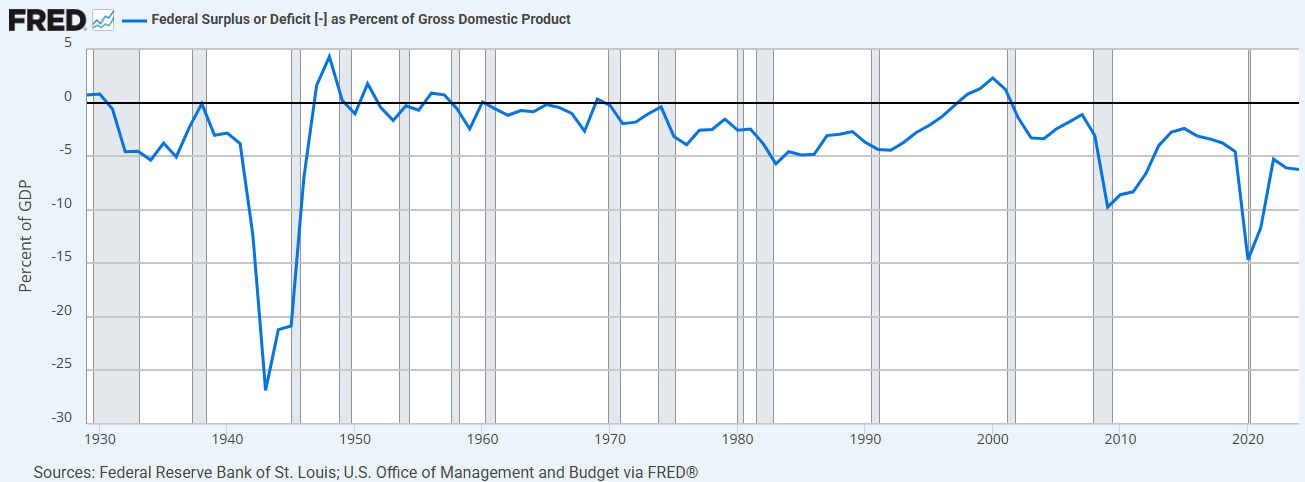 FRED
Federal Surplus or Deficit [-] as Percent of Gross Domestic Product
5
0
-5
-10
-15
-20
-25
-30
Percent of GDP
1930 1940 1950 1960 1970 1980 1990 2000 2010 2020
Sources: Federal Reserve Bank of St. Louis; U.S. Office of Management and Budget via FRED®